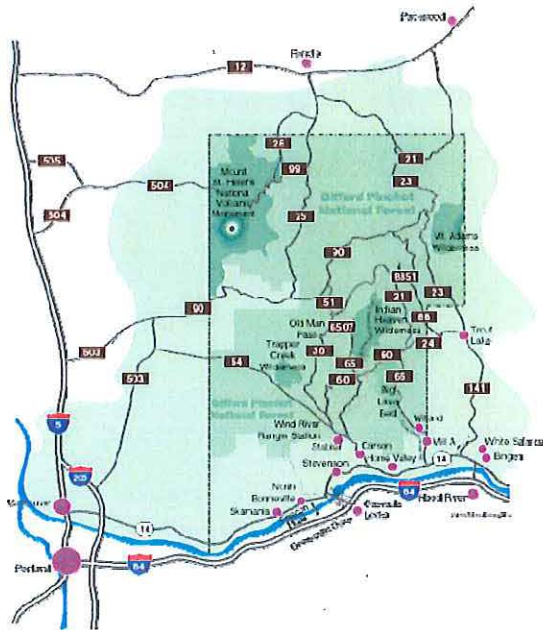 12
26
99
25
21
23
505
504
504
Mount
St. Helens
National
Volcanic
Monument
Gifford Pinchot
National Forest
Mt. Adams
Wilderness
90
90
51
8851
21
23
88
24
Indian
Heaven
Wilderness
Old Man
Pass
6507
Trapper
Creek
Wilderness
30
65
60
60
66
Big
Lava
Bed
Trout
Lake
141
503
503
54
Gifford Pinchot
National Forest
Wind River
Ranger Station
Stabler
Carson
Home Valley
Stevenson
Willard
Mill A
14
White Salmon
Bingen
84
Hood River
North
Bonneville
Skamania
Cascade
Locks
Bonneville Dam
5
205
Vancouver
14
Portland
84